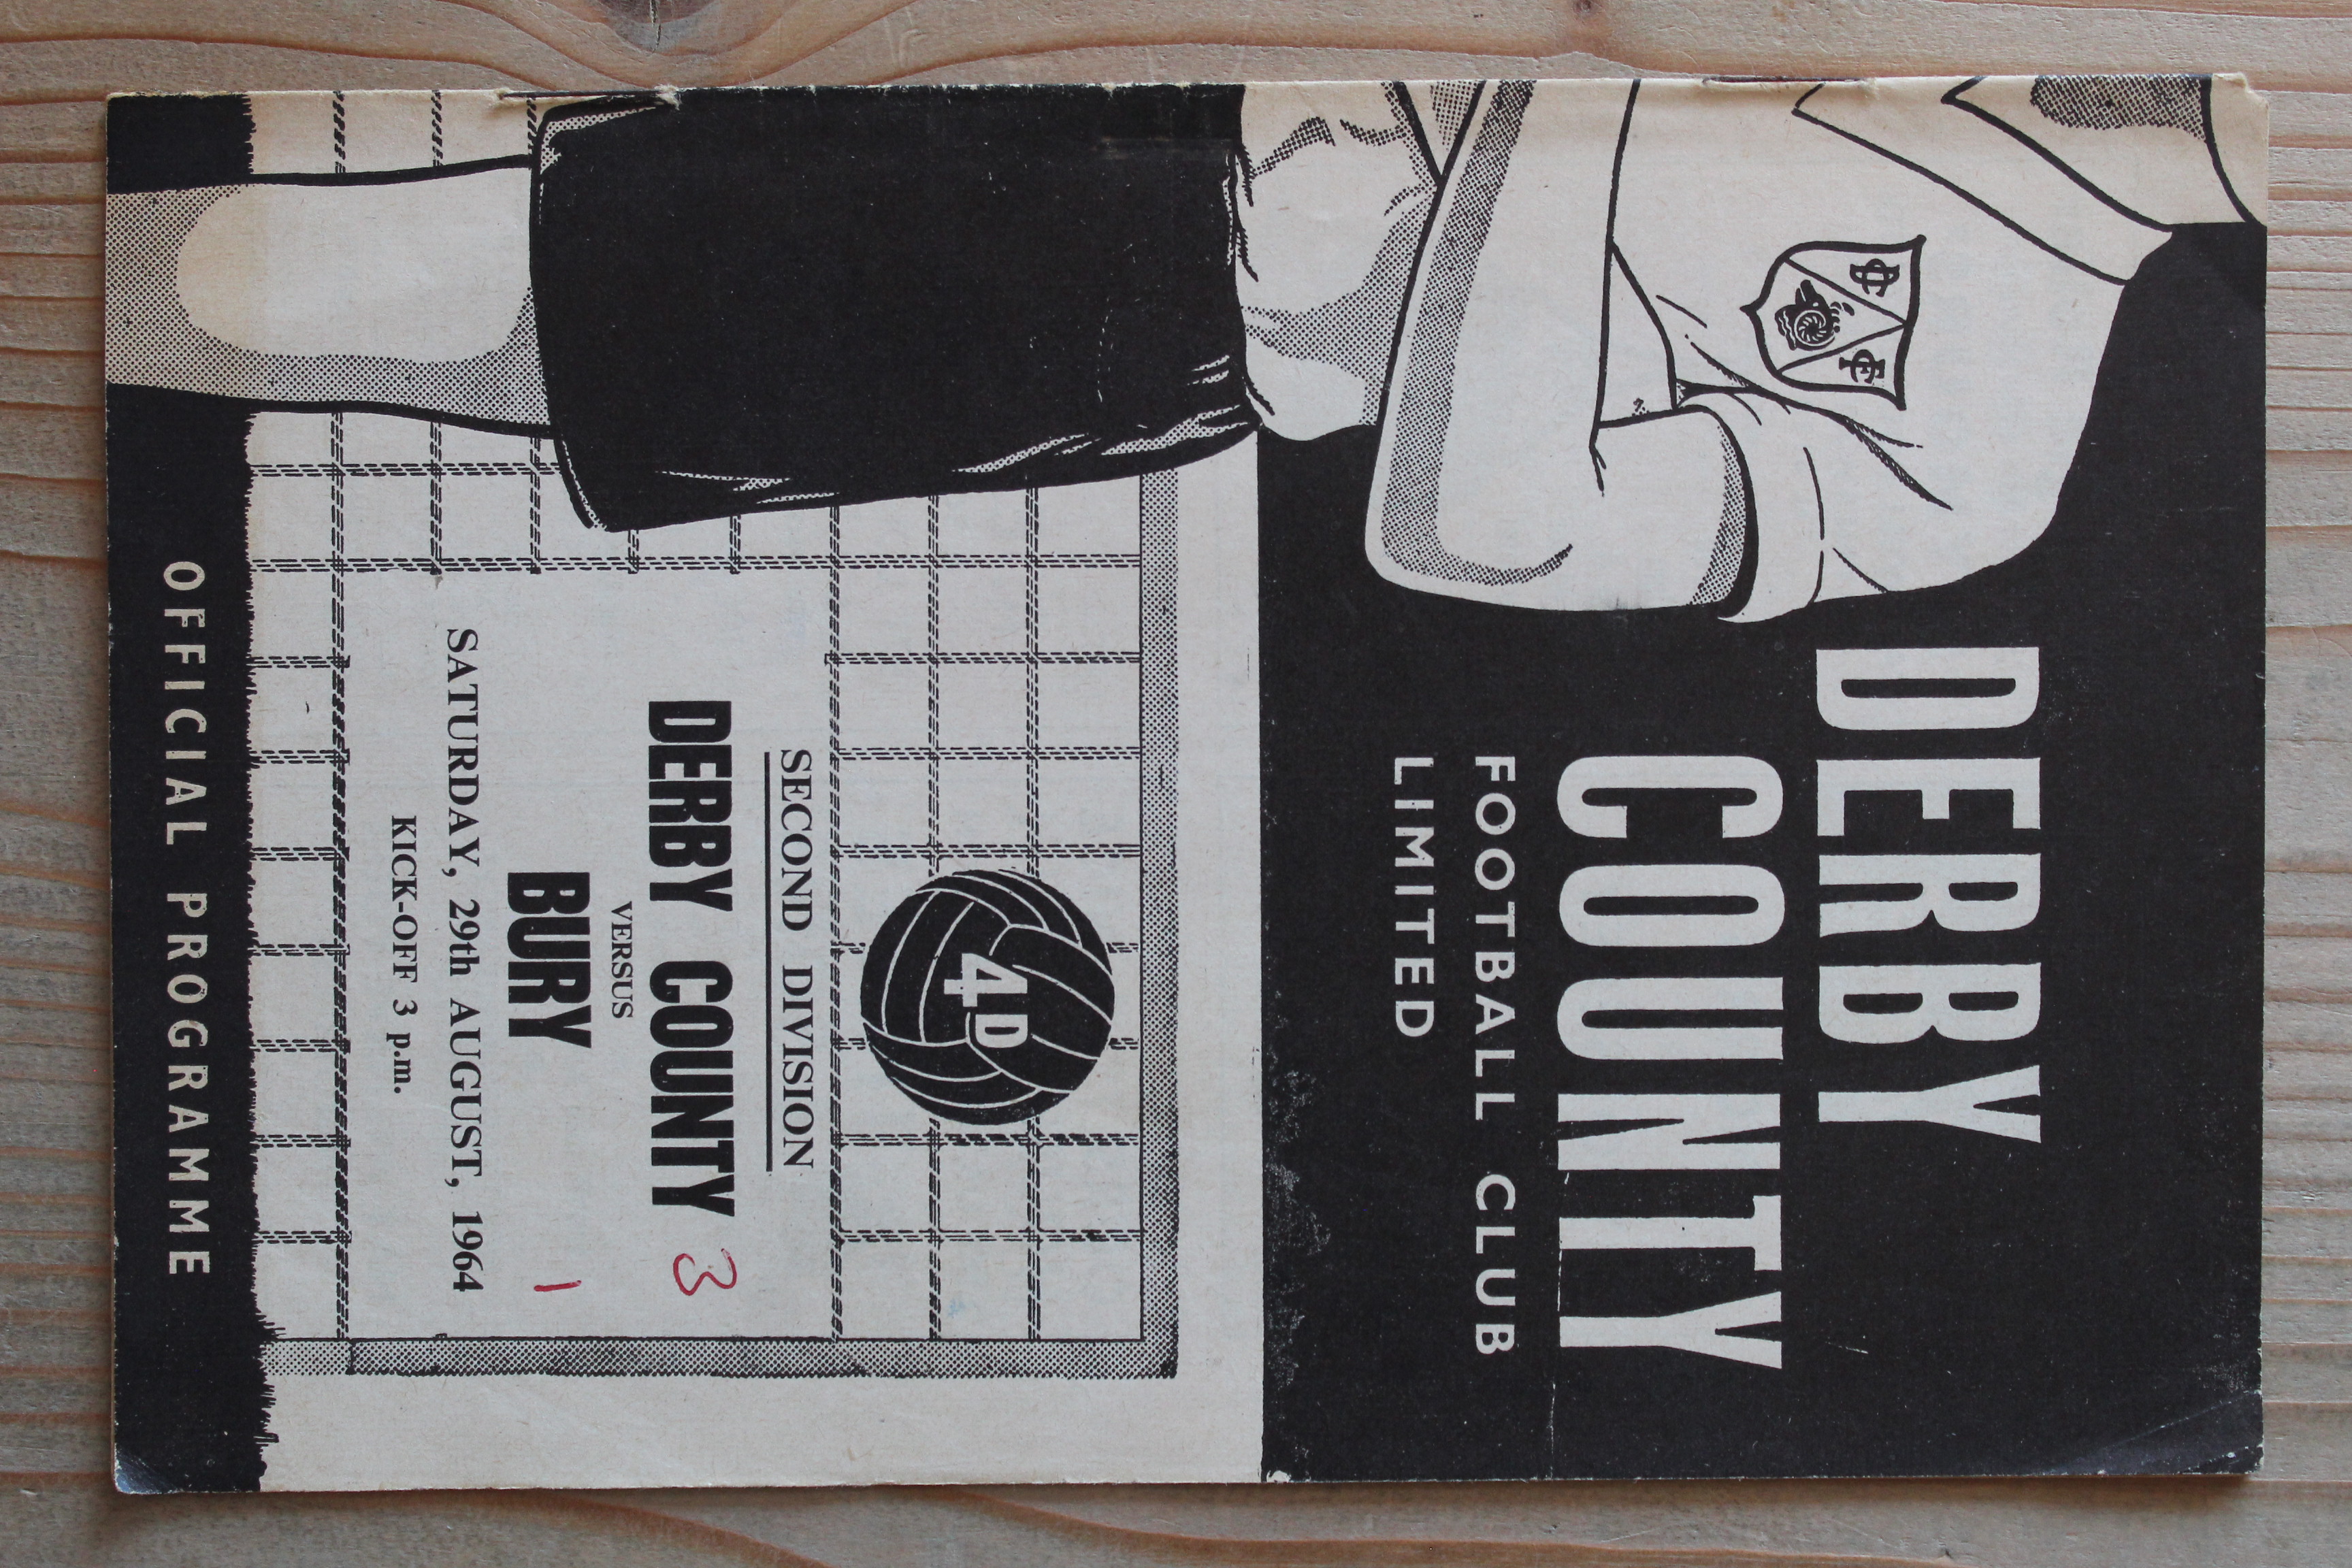 DERBY
COUNTY
FOOTBALL CLUB
LIMITED
4D
SECOND DIVISION
DERBY COUNTY 3
VERSUS
BURY 1
SATURDAY, 29th AUGUST, 1964
KICK-OFF 3 p.m.
OFFICIAL PROGRAMME